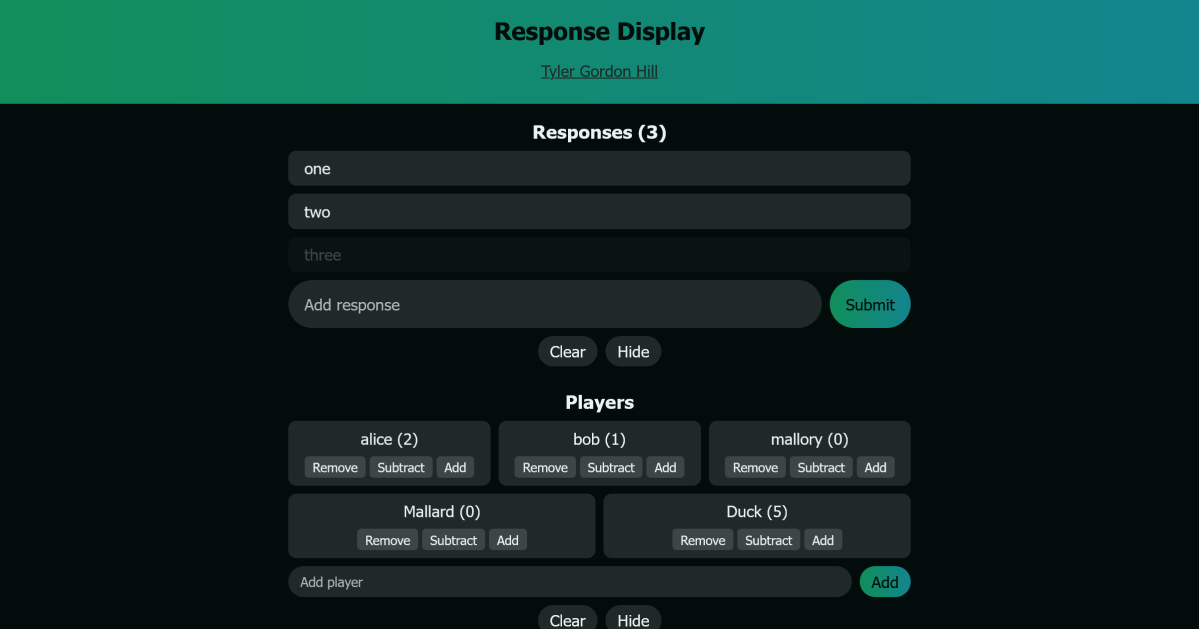 Response Display
Tyler Gordon Hill
Responses (3)
one
two
three
Add response
Submit
Clear Hide
Players
alice (2) bob (1) mallory (0)
Remove Subtract Add Remove Subtract Add Remove Subtract Add
Mallard (0) Duck (5)
Remove Subtract Add Remove Subtract Add
Add player Add
Clear Hide